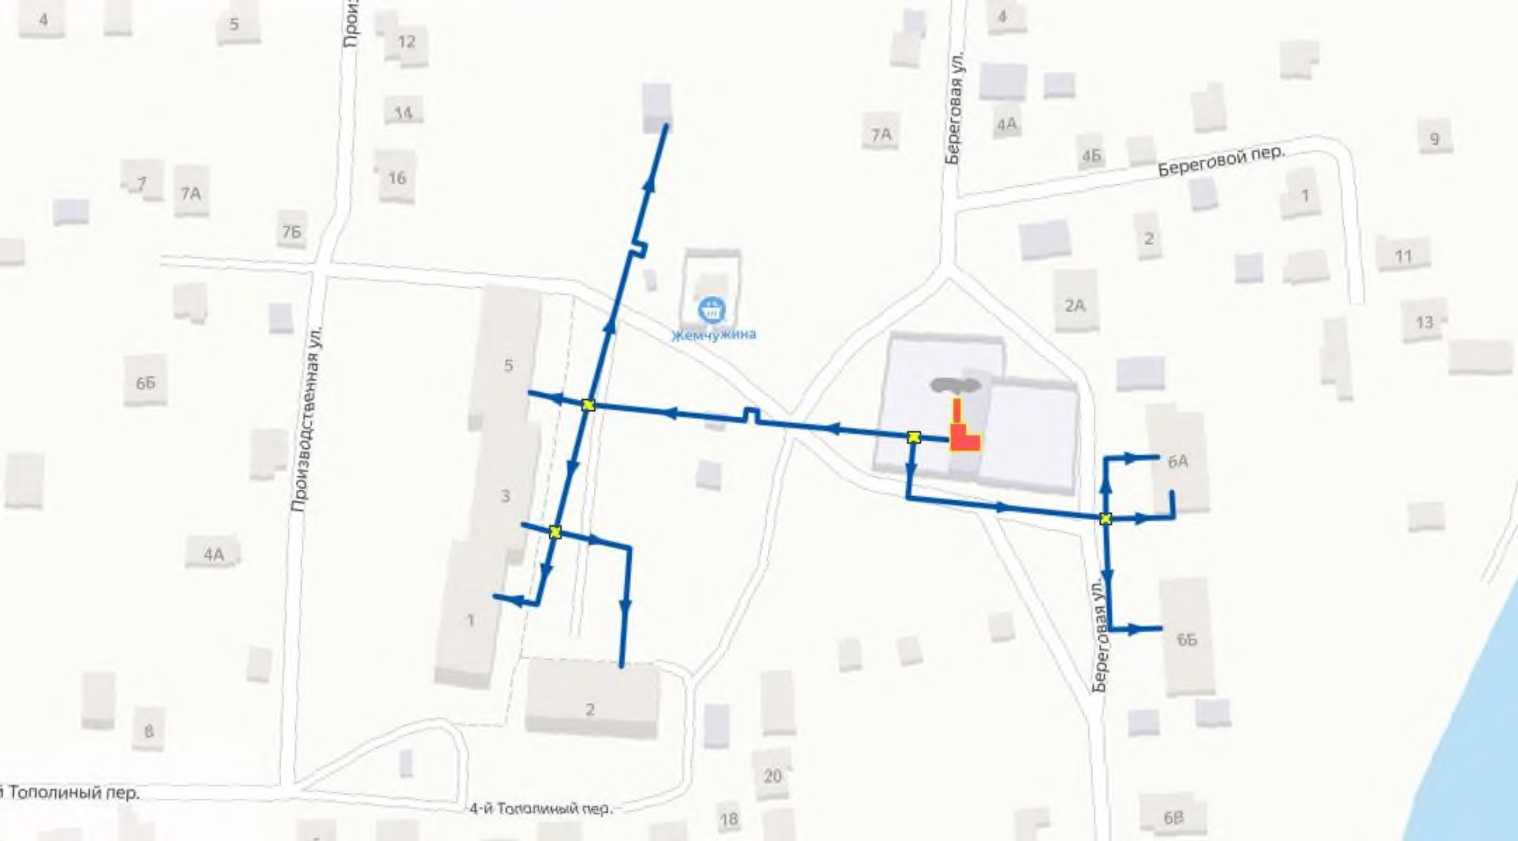 4
5
Произ
12
14
16
7
7А
7Б
4
Береговая ул.
7А
4А
4Б
Береговой пер.
9
1
2
11
2А
13
Жемчужина
5
6Б
Производственная ул.
3
4А
1
6А
Береговая ул.
6Б
2
8
й Тополиный пер.
4-й Тополиный пер.
20
18
6В